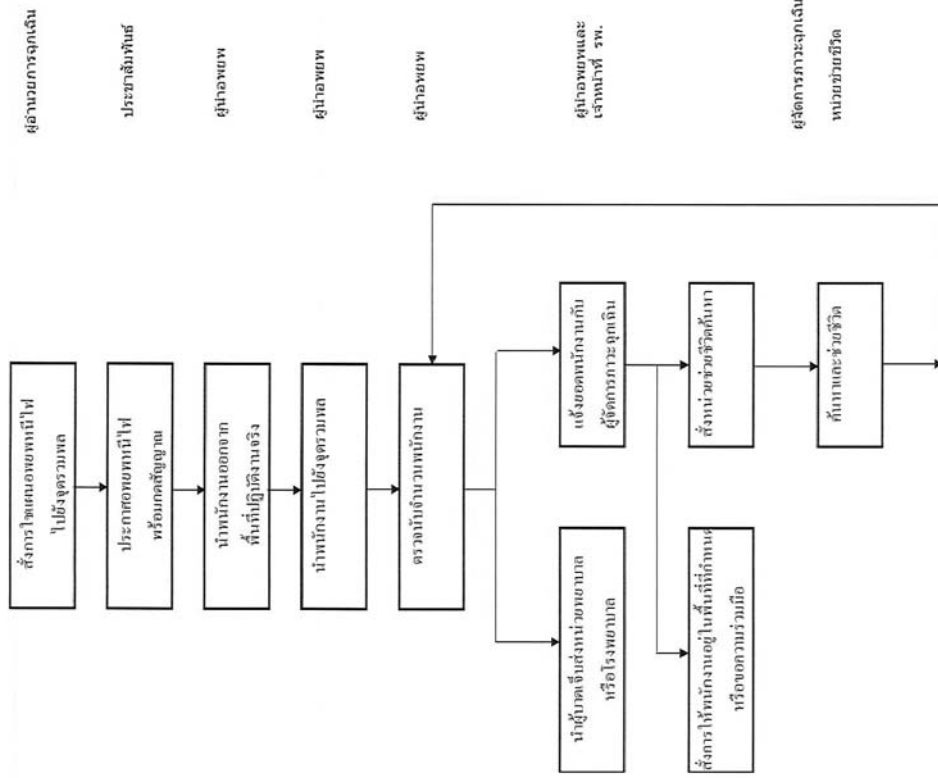 สั่งการใช้แผนอพยพหนีไฟ
ไปยังจุดรวมพล
ผู้อำนวยการฉุกเฉิน
ประกาศอพยพหนีไฟ
พร้อมกดสัญญาณ
ประชาสัมพันธ์
นำพนักงานออกจาก
พื้นที่ปฏิบัติงานจริง
ผู้นำอพยพ
นำพนักงานไปยังจุดรวมพล
ผู้นำอพยพ
ตรวจนับจำนวนพนักงาน
ผู้นำอพยพ
นำผู้บาดเจ็บส่งหน่วยพยาบาล
หรือโรงพยาบาล
แจ้งยอดพนักงานกับ
ผู้จัดการภาวะฉุกเฉิน
ผู้นำอพยพและ
เจ้าหน้าที่ รพ.
สั่งการให้พนักงานอยู่ในพื้นที่ที่กำหนด
หรือขอความร่วมมือ
สั่งหน่วยช่วยชีวิตค้นหา
ผู้จัดการภาวะฉุกเฉิน
ค้นหาและช่วยชีวิต
หน่วยช่วยชีวิต